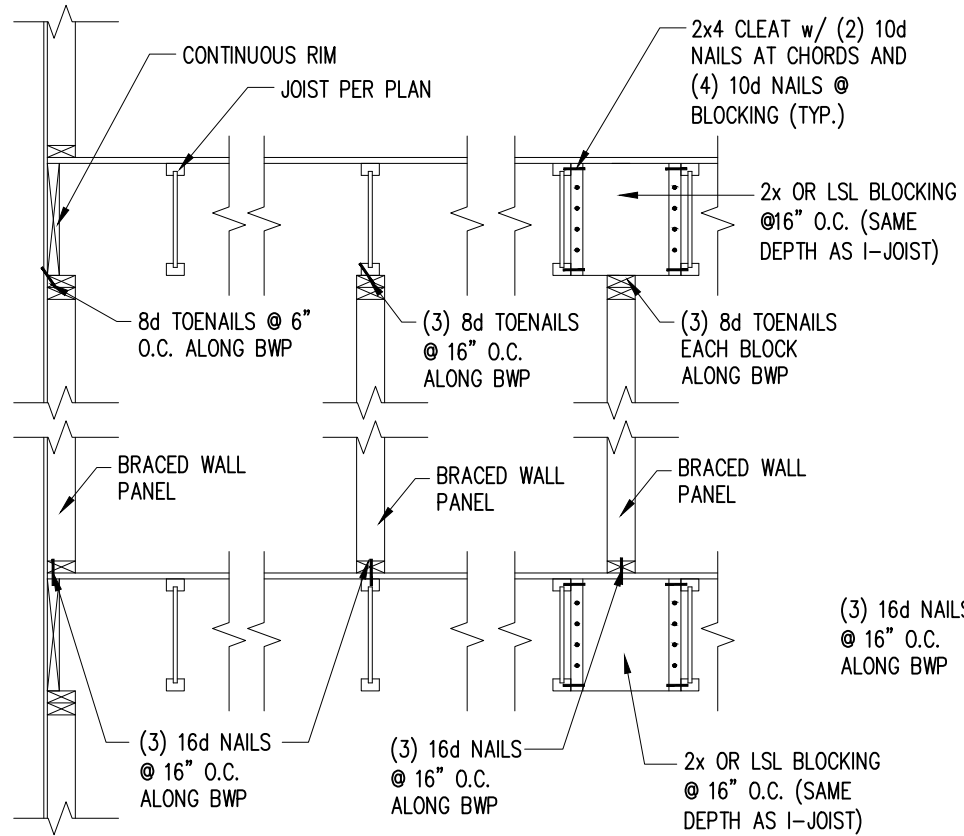 CONTINUOUS RIM
JOIST PER PLAN
2x4 CLEAT w/ (2) 10d
NAILS AT CHORDS AND
(4) 10d NAILS @
BLOCKING (TYP.)
2x OR LSL BLOCKING
@16" O.C. (SAME
DEPTH AS I-JOIST)
8d TOENAILS @ 6"
O.C. ALONG BWP
(3) 8d TOENAILS
@ 16" O.C.
ALONG BWP
(3) 8d TOENAILS
EACH BLOCK
ALONG BWP
BRACED WALL
PANEL
BRACED WALL
PANEL
BRACED WALL
PANEL
(3) 16d NAILS
@ 16" O.C.
ALONG BWP
(3) 16d NAILS
@ 16" O.C.
ALONG BWP
(3) 16d NAILS
@ 16" O.C.
ALONG BWP
2x OR LSL BLOCKING
@ 16" O.C. (SAME
DEPTH AS I-JOIST)